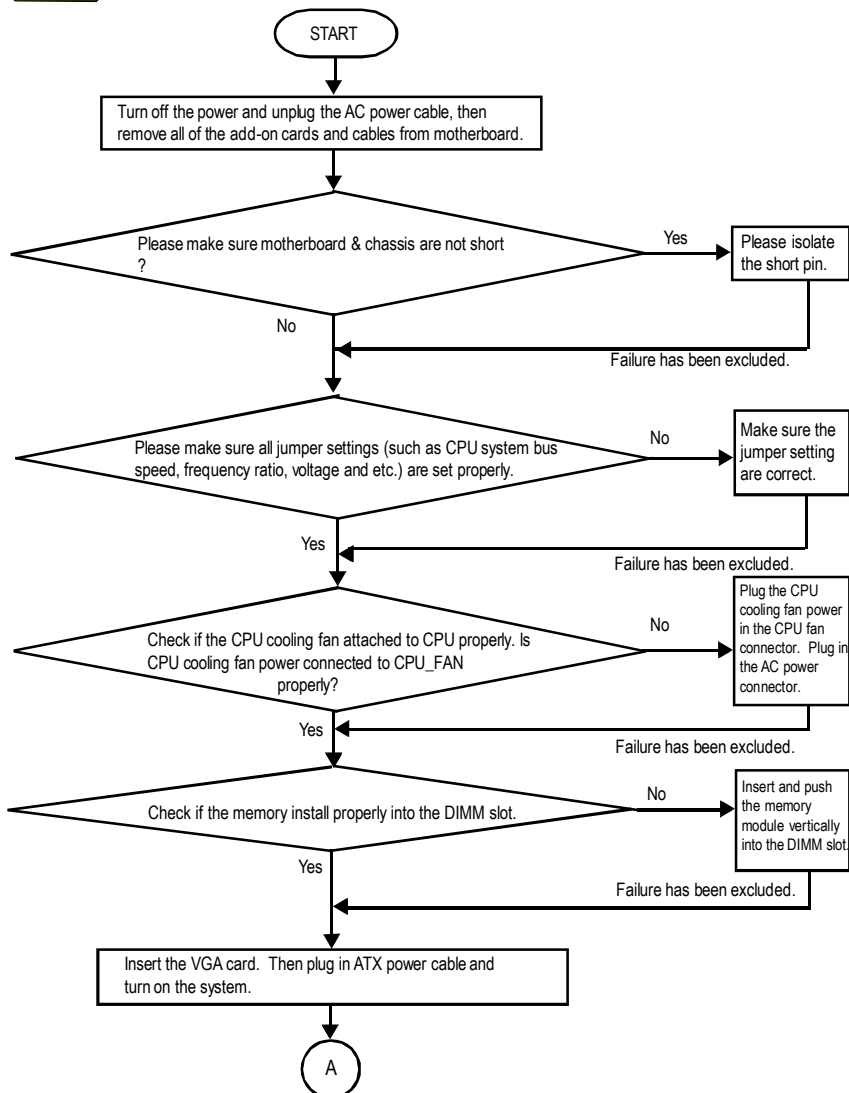 START
Turn off the power and unplug the AC power cable, then
remove all of the add-on cards and cables from motherboard.
Please make sure motherboard & chassis are not short
?
Yes
Please isolate
the short pin.
No
Failure has been excluded.
Please make sure all jumper settings (such as CPU system bus
speed, frequency ratio, voltage and etc.) are set properly.
No
Make sure the
jumper setting
are correct.
Yes
Failure has been excluded.
Check if the CPU cooling fan attached to CPU properly. Is
CPU cooling fan power connected to CPU_FAN
properly?
No
Plug the CPU
cooling fan power
in the CPU fan
connector. Plug in
the AC power
connector.
Yes
Failure has been excluded.
Check if the memory install properly into the DIMM slot.
No
Insert and push
the memory
module vertically
into the DIMM slot.
Yes
Failure has been excluded.
Insert the VGA card. Then plug in ATX power cable and
turn on the system.
A